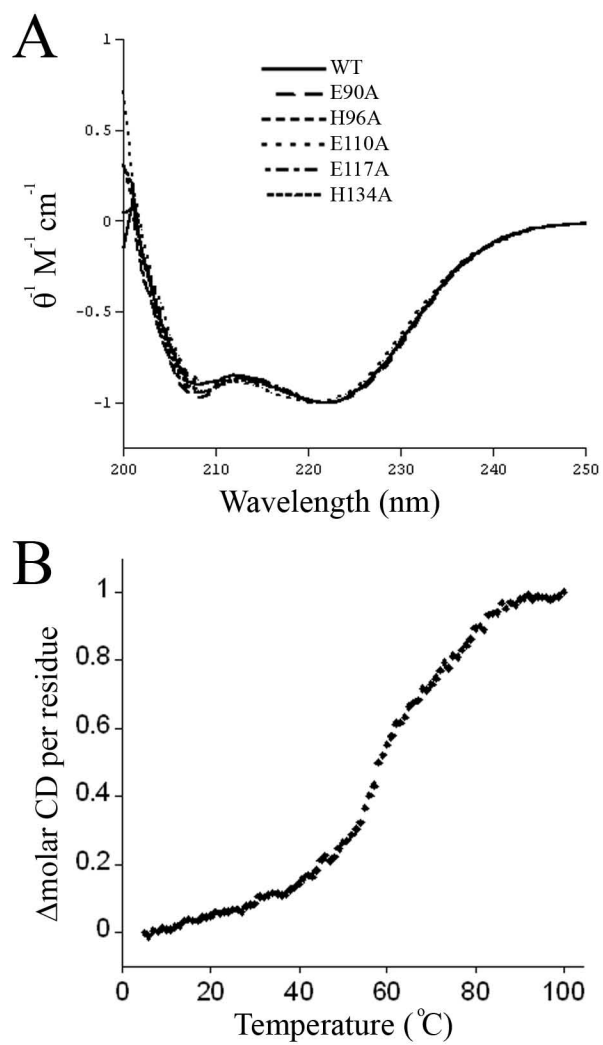 A
1
0.5
0
-0.5
-1
θ-1 M-1 cm-1
WT
E90A
H96A
E110A
E117A
H134A
200
210
220
230
240
250
Wavelength (nm)
B
1
0.8
0.6
0.4
0.2
0
Δmolar CD per residue
0
20
40
60
80
100
Temperature (°C)